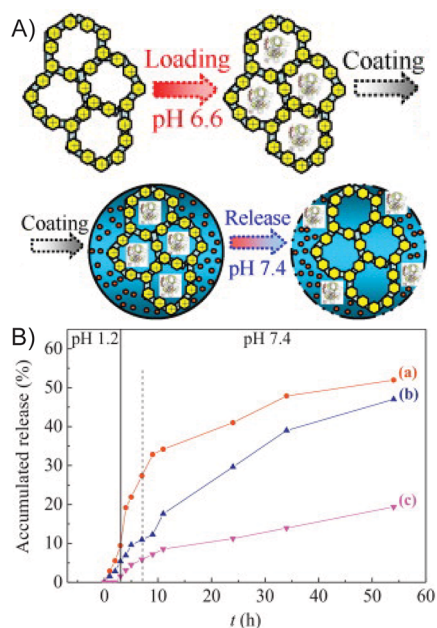 A)
Loading
pH 6.6
Coating
Coating
Release
pH 7.4
B)
pH 1.2
pH 7.4
Accumulated release (%)
60
50
40
30
20
10
0
(a)
(b)
(c)
0
10
20
30
40
50
60
t (h)